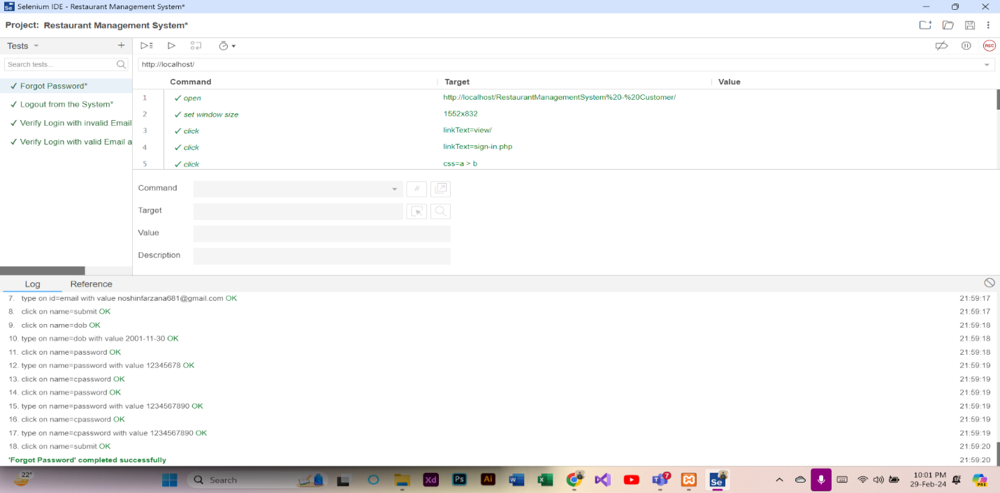 Selenium IDE - Restaurant Management System*
Project: Restaurant Management System*
Tests
Search tests...
http://localhost/
Command Target Value
✓ Forgot Password*
✓ Logout from the System*
✓ Verify Login with invalid Email
✓ Verify Login with valid Email a
1 ✓ open http://localhost/RestaurantManagementSystem%20-%20Customer/
2 ✓ set window size 1552x832
3 ✓ click linkText=view/
4 ✓ click linkText=sign-in.php
5 ✓ click css=a > b
Command //
Target
Value
Description
Log Reference
7. type on id=email with value noshinfarzana681@gmail.com OK 21:59:17
8. click on name=submit OK 21:59:17
9. click on name=dob OK 21:59:18
10. type on name=dob with value 2001-11-30 OK 21:59:18
11. click on name=password OK 21:59:18
12. type on name=password with value 12345678 OK 21:59:19
13. click on name=cpassword OK 21:59:19
14. click on name=password OK 21:59:19
15. type on name=password with value 1234567890 OK 21:59:19
16. click on name=cpassword OK 21:59:19
17. type on name=cpassword with value 1234567890 OK 21:59:19
18. click on name=submit OK 21:59:20
'Forgot Password' completed successfully 21:59:20
22°
Search
Xd Ps Ai
7
Se
10:01 PM
29-Feb-24
PRE
REC